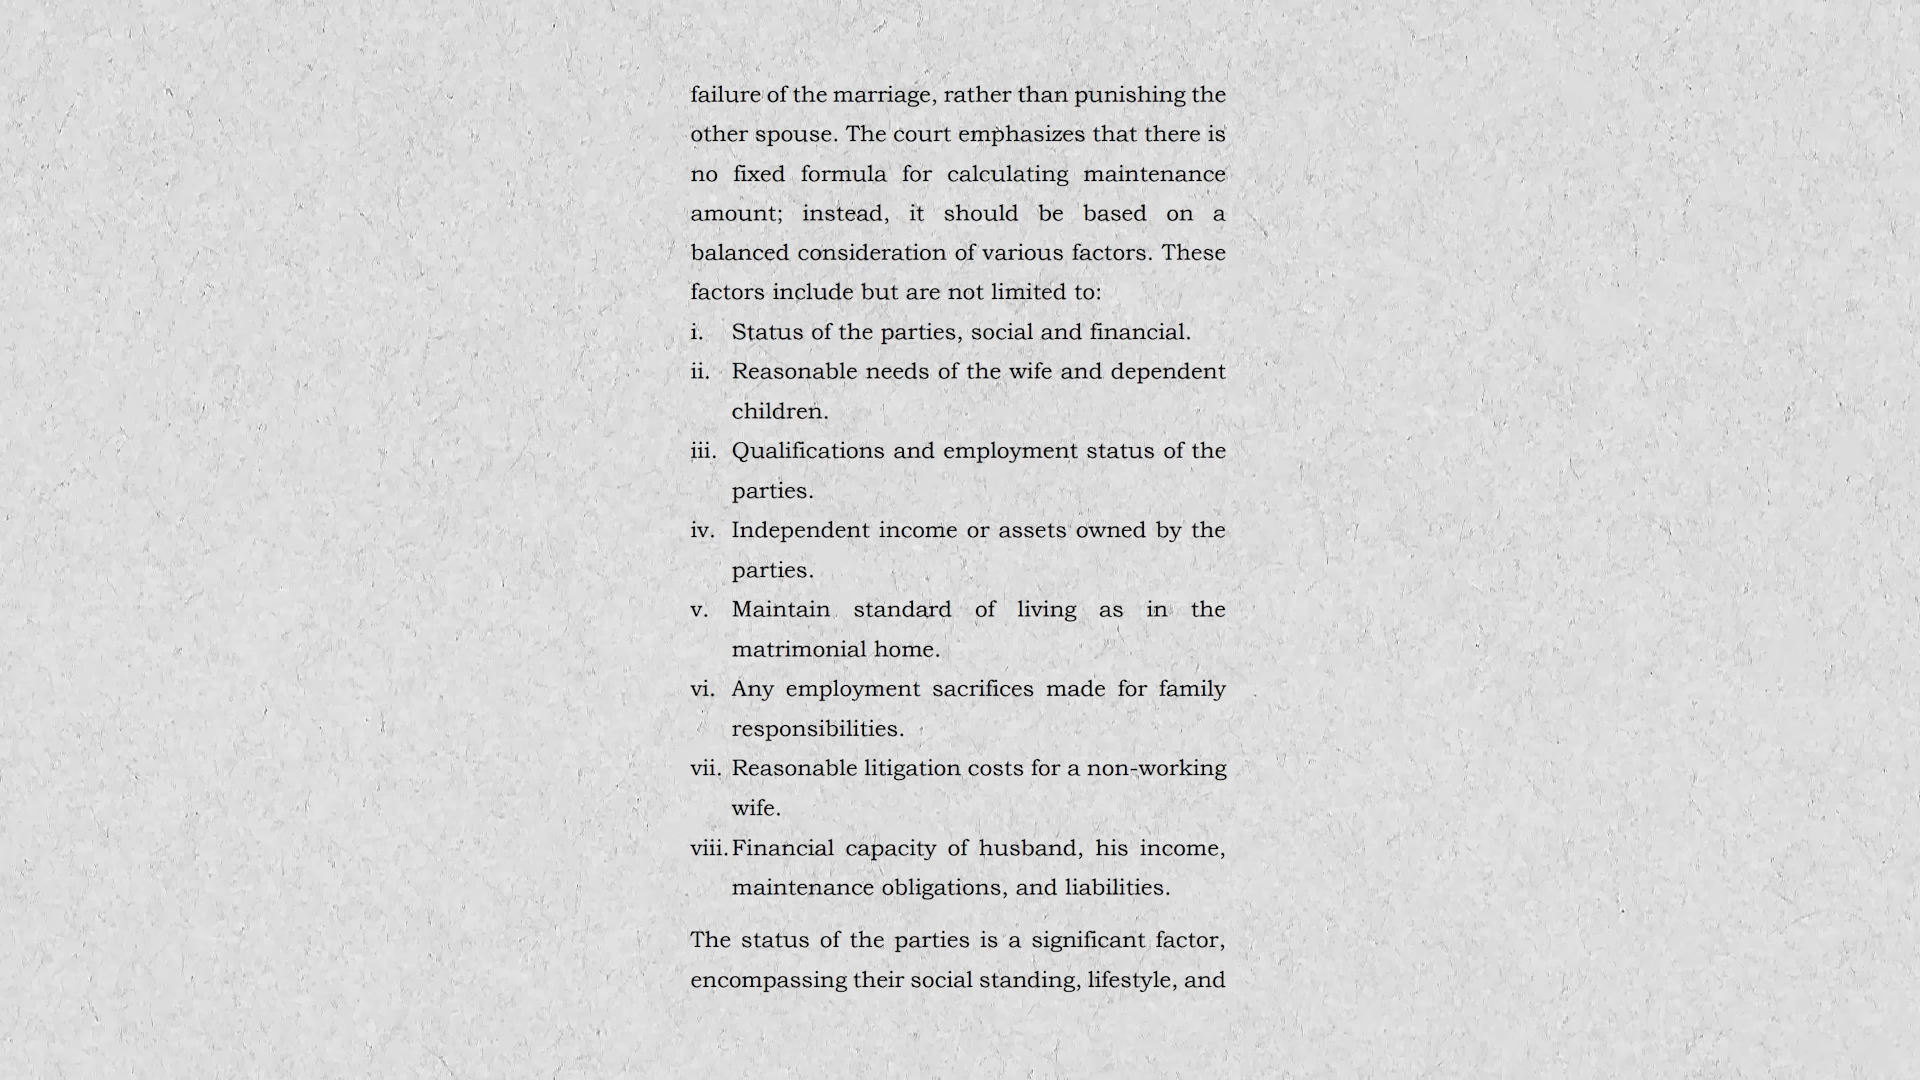 failure of the marriage, rather than punishing the
other spouse. The court emphasizes that there is
no fixed formula for calculating maintenance
amount; instead, it should be based on a
balanced consideration of various factors. These
factors include but are not limited to:
i. Status of the parties, social and financial.
ii. Reasonable needs of the wife and dependent
children.
iii. Qualifications and employment status of the
parties.
iv. Independent income or assets owned by the
parties.
v. Maintain standard of living as in the
matrimonial home.
vi. Any employment sacrifices made for family
responsibilities.
vii. Reasonable litigation costs for a non-working
wife.
viii. Financial capacity of husband, his income,
maintenance obligations, and liabilities.
The status of the parties is a significant factor,
encompassing their social standing, lifestyle, and